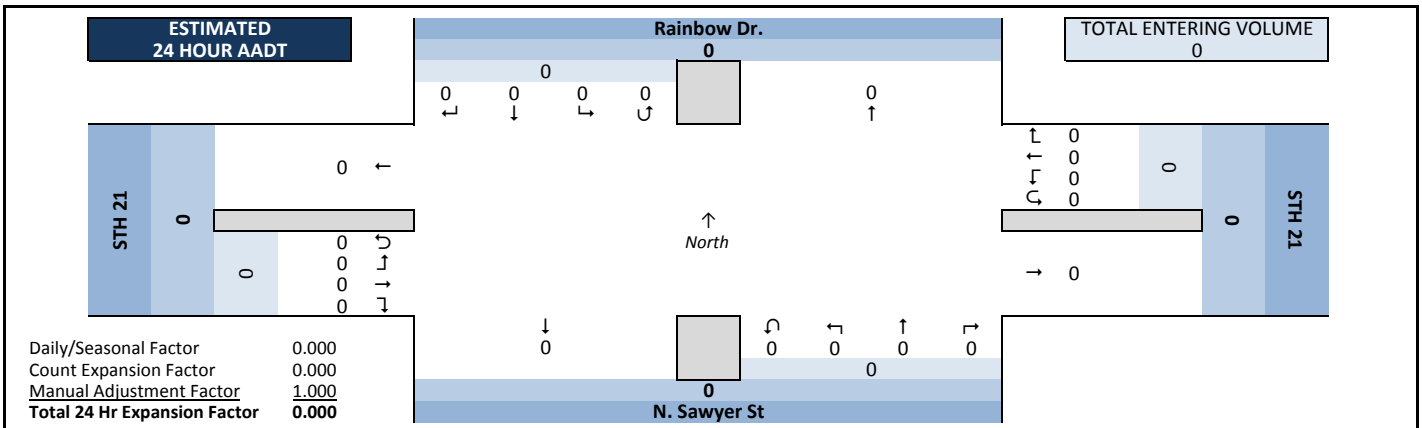 ESTIMATED
24 HOUR AADT
Rainbow Dr.
0
TOTAL ENTERING VOLUME
0
0
0 0 0 0
↵ ↓ ↳ ↺
0
↑
STH 21
0
0 ←
0
0 ⮌
0 ↱
0 →
0 ↴
↑
North
↑ 0
← 0
↓ 0
⮎ 0
0
0
STH 21
→ 0
↓
0
↶ ↰ ↑ ↱
0 0 0 0
0
0
N. Sawyer St
Daily/Seasonal Factor 0.000
Count Expansion Factor 0.000
Manual Adjustment Factor 1.000
Total 24 Hr Expansion Factor 0.000